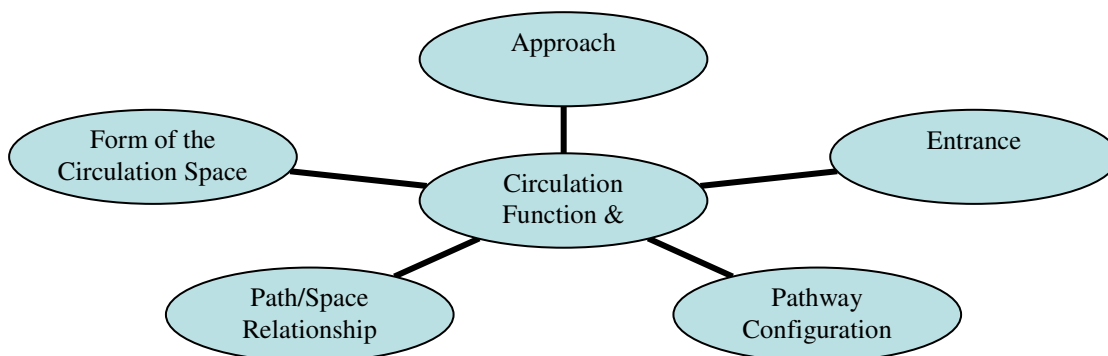 Approach
Form of the
Circulation Space
Entrance
Circulation
Function &
Path/Space
Relationship
Pathway
Configuration